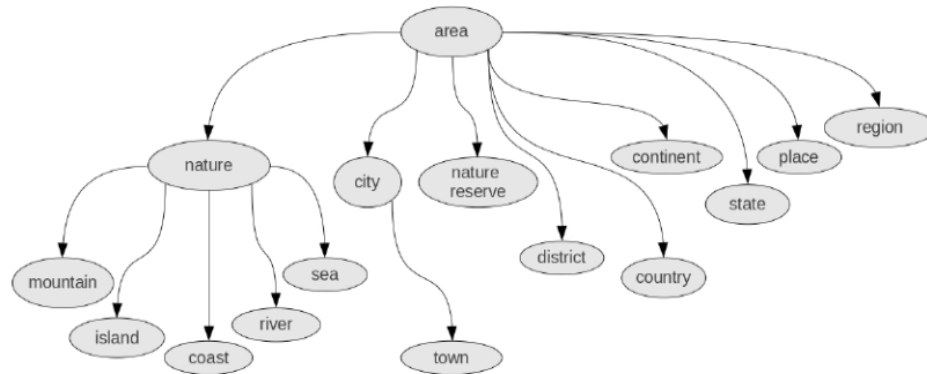 area
nature
city
nature
reserve
continent
place
region
state
district
country
mountain
island
coast
river
sea
town